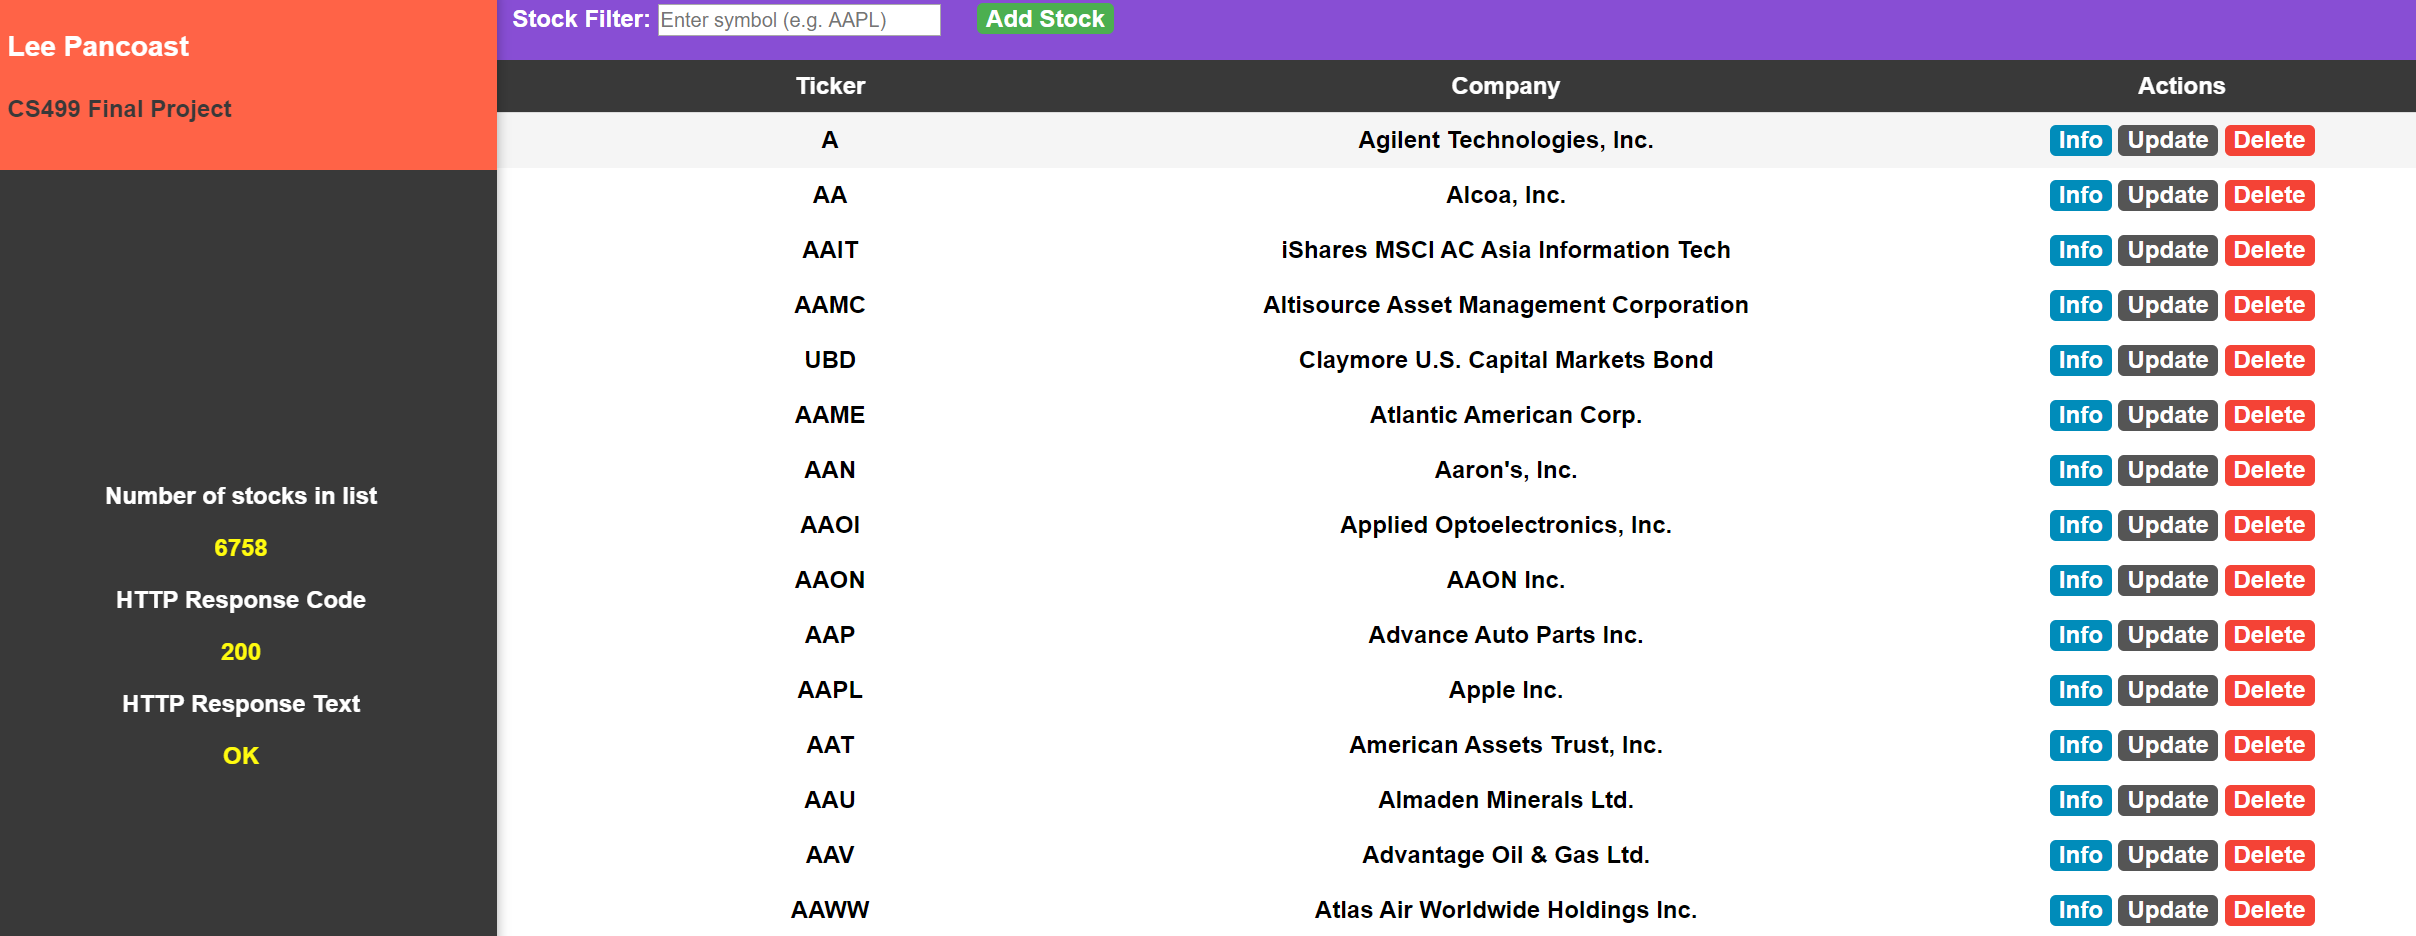 Lee Pancoast
CS499 Final Project
Number of stocks in list
6758
HTTP Response Code
200
HTTP Response Text
OK
Stock Filter: Enter symbol (e.g. AAPL) Add Stock
Ticker Company Actions
A Agilent Technologies, Inc. Info Update Delete
AA Alcoa, Inc. Info Update Delete
AAIT iShares MSCI AC Asia Information Tech Info Update Delete
AAMC Altisource Asset Management Corporation Info Update Delete
UBD Claymore U.S. Capital Markets Bond Info Update Delete
AAME Atlantic American Corp. Info Update Delete
AAN Aaron's, Inc. Info Update Delete
AAOI Applied Optoelectronics, Inc. Info Update Delete
AAON AAON Inc. Info Update Delete
AAP Advance Auto Parts Inc. Info Update Delete
AAPL Apple Inc. Info Update Delete
AAT American Assets Trust, Inc. Info Update Delete
AAU Almaden Minerals Ltd. Info Update Delete
AAV Advantage Oil & Gas Ltd. Info Update Delete
AAWW Atlas Air Worldwide Holdings Inc. Info Update Delete